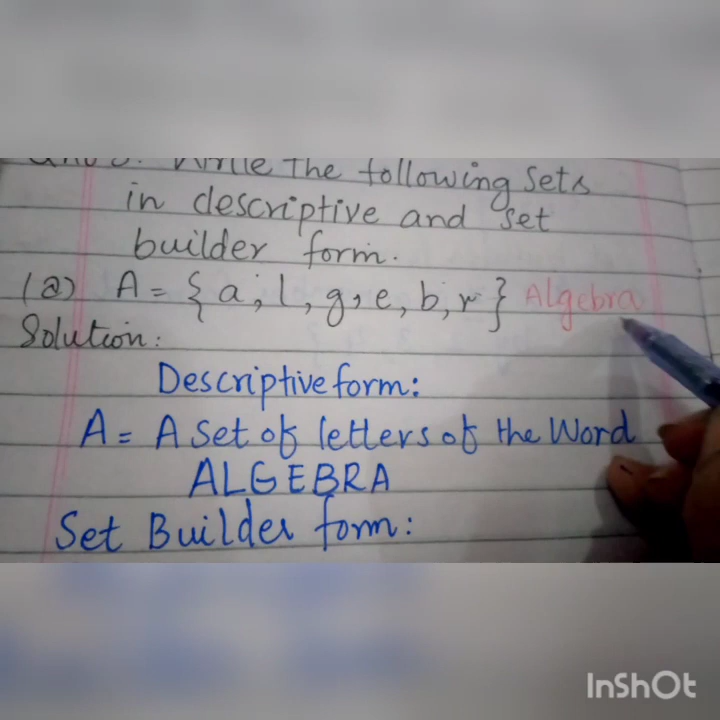 Write the following Sets
in descriptive and set
builder form.
(a) A = { a, l, g, e, b, r } Algebra
Solution:
Descriptive form:
A = A Set of letters of the Word
ALGEBRA
Set Builder form:
InShOt